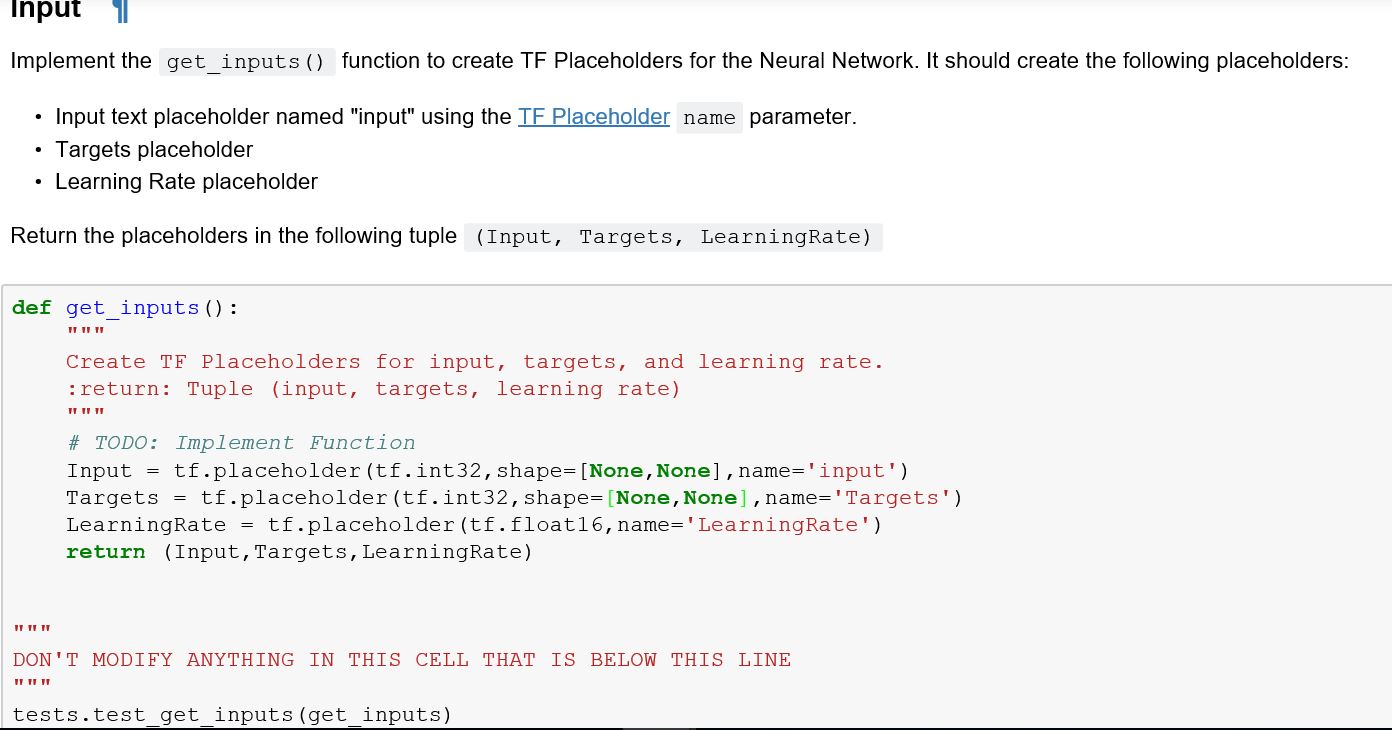 Input ¶
Implement the get_inputs() function to create TF Placeholders for the Neural Network. It should create the following placeholders:
• Input text placeholder named "input" using the TF Placeholder name parameter.
• Targets placeholder
• Learning Rate placeholder
Return the placeholders in the following tuple (Input, Targets, LearningRate)
def get_inputs():
    """
    Create TF Placeholders for input, targets, and learning rate.
    :return: Tuple (input, targets, learning rate)
    """
    # TODO: Implement Function
    Input = tf.placeholder(tf.int32,shape=[None,None],name='input')
    Targets = tf.placeholder(tf.int32,shape=[None,None],name='Targets')
    LearningRate = tf.placeholder(tf.float16,name='LearningRate')
    return (Input,Targets,LearningRate)
"""
DON'T MODIFY ANYTHING IN THIS CELL THAT IS BELOW THIS LINE
"""
tests.test_get_inputs(get_inputs)